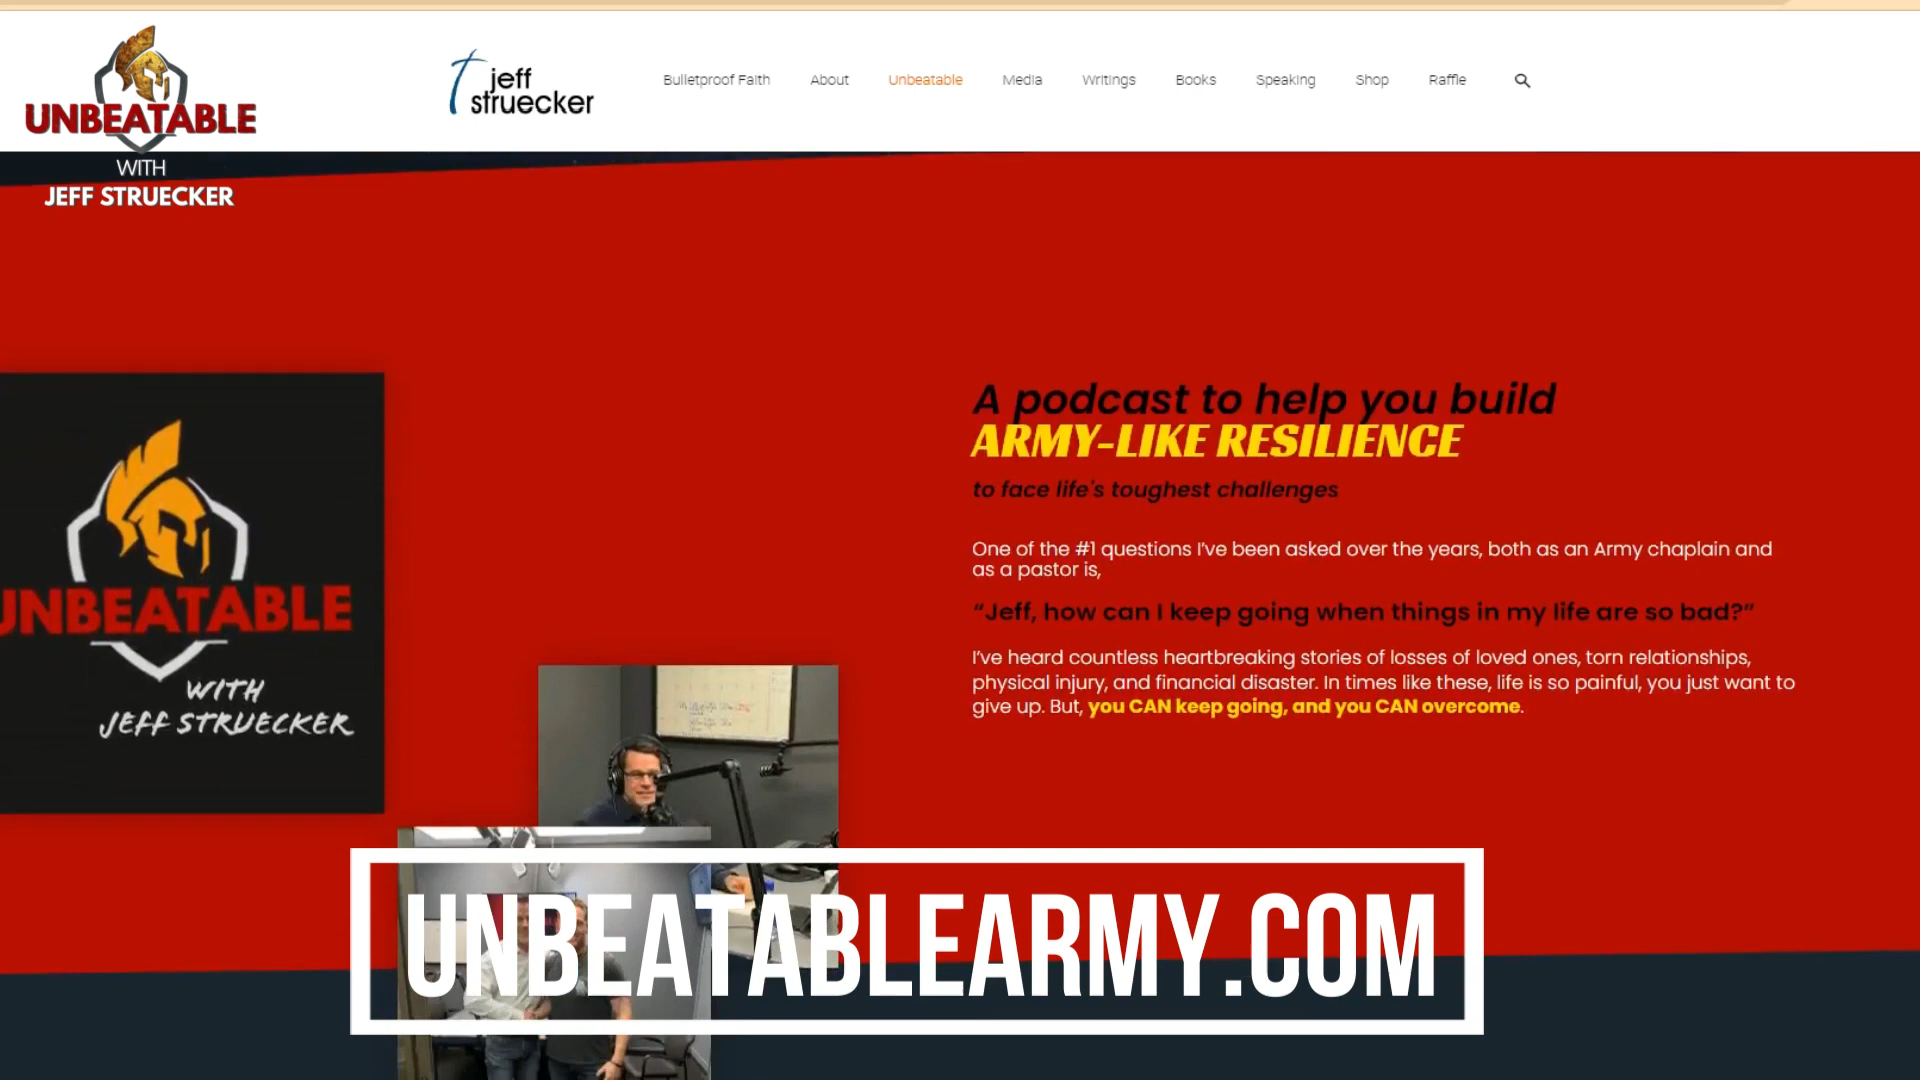 UNBEATABLE
WITH
JEFF STRUECKER
jeff
struecker
Bulletproof Faith About Unbeatable Media Writings Books Speaking Shop Raffle
UNBEATABLE
WITH
JEFF STRUECKER
A podcast to help you build
ARMY-LIKE RESILIENCE
to face life's toughest challenges
One of the #1 questions I've been asked over the years, both as an Army chaplain and
as a pastor is,
“Jeff, how can I keep going when things in my life are so bad?”
I've heard countless heartbreaking stories of losses of loved ones, torn relationships,
physical injury, and financial disaster. In times like these, life is so painful, you just want to
give up. But, you CAN keep going, and you CAN overcome.
UNBEATABLEARMY.COM